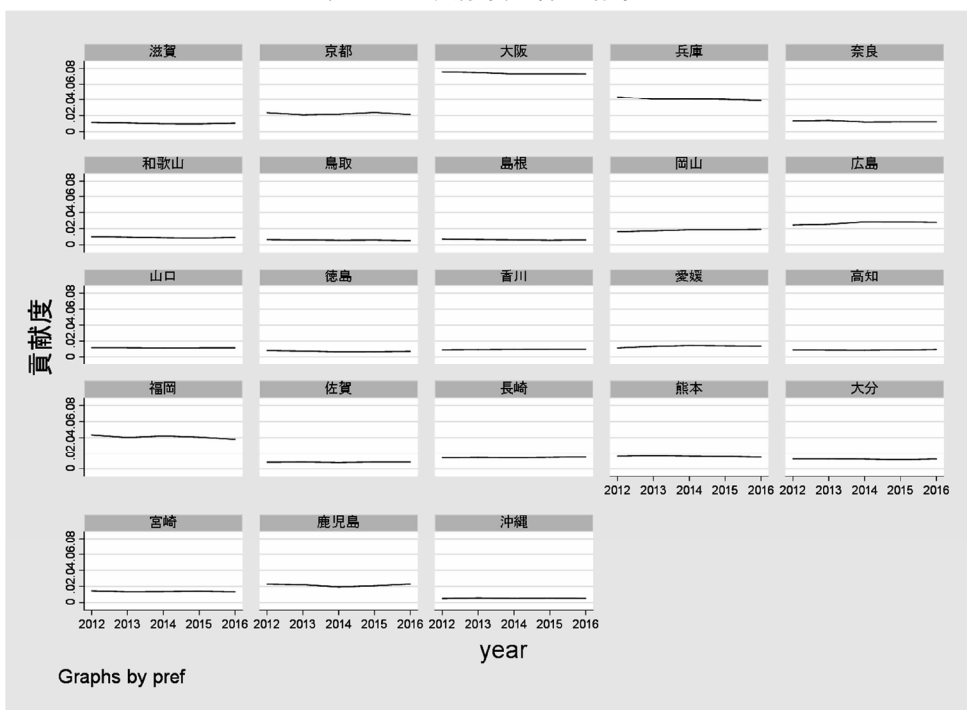 滋賀 京都 大阪 兵庫 奈良
0 .02 .04 .06 .08
和歌山 鳥取 島根 岡山 広島
0 .02 .04 .06 .08
山口 徳島 香川 愛媛 高知
0 .02 .04 .06 .08
貢献度
福岡 佐賀 長崎 熊本 大分
0 .02 .04 .06 .08
2012 2013 2014 2015 2016 2012 2013 2014 2015 2016
宮崎 鹿児島 沖縄
0 .02 .04 .06 .08
2012 2013 2014 2015 2016 2012 2013 2014 2015 2016 2012 2013 2014 2015 2016
year
Graphs by pref